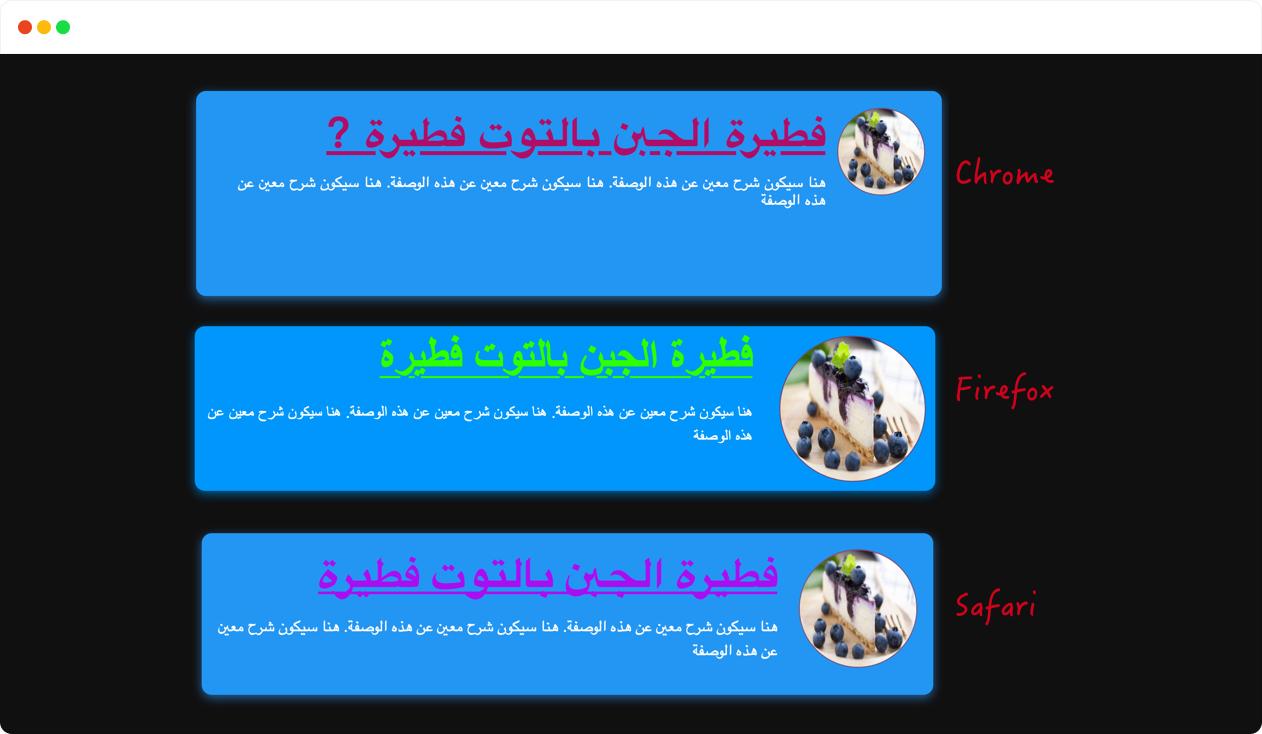 فطيرة الجبن بالتوت فطيرة ?
هنا سيكون شرح معين عن هذه الوصفة. هنا سيكون شرح معين عن هذه الوصفة. هنا سيكون شرح معين عن
هذه الوصفة
Chrome
فطيرة الجبن بالتوت فطيرة
هنا سيكون شرح معين عن هذه الوصفة. هنا سيكون شرح معين عن هذه الوصفة. هنا سيكون شرح معين عن
هذه الوصفة
Firefox
فطيرة الجبن بالتوت فطيرة
هنا سيكون شرح معين عن هذه الوصفة. هنا سيكون شرح معين عن هذه الوصفة. هنا سيكون شرح معين
عن هذه الوصفة
Safari